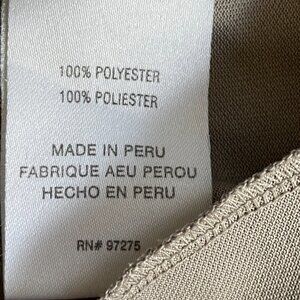 100% POLYESTER
100% POLIESTER
MADE IN PERU
FABRIQUE AEU PEROU
HECHO EN PERU
RN# 97275